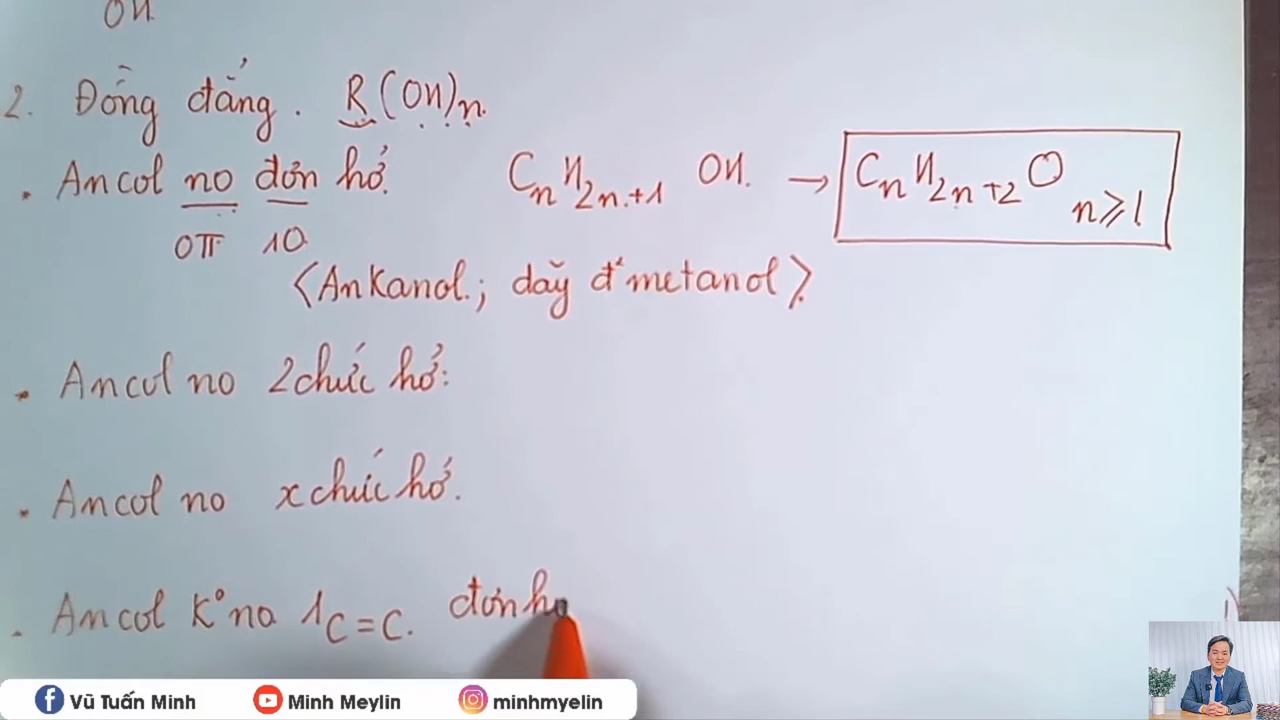 OH
2. Đồng đẳng. R(OH)n
. Ancol no đơn hở. CnH2n+1 OH. → CnH2n+2O n≥1
0π 1O
<Ankanol.; dãy đ² metanol>
. Ancol no 2 chức hở:
. Ancol no x chức hở.
. Ancol K° no 1C=C. đơn hở
Vũ Tuấn Minh Minh Meylin minhmyelin